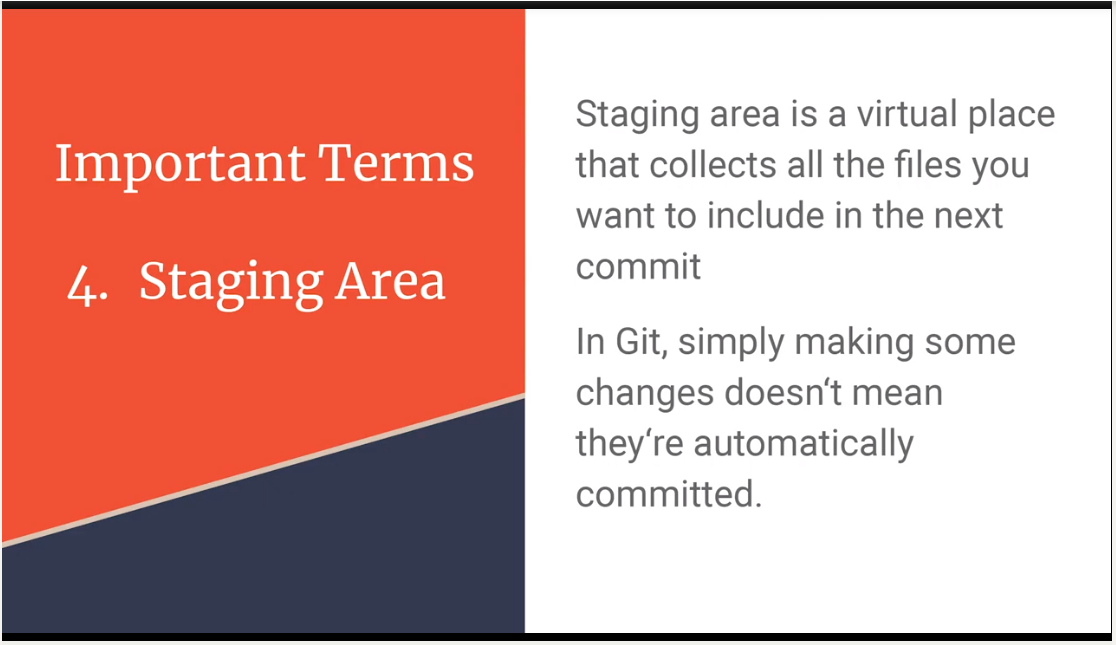 Important Terms
4. Staging Area
Staging area is a virtual place
that collects all the files you
want to include in the next
commit
In Git, simply making some
changes doesn‘t mean
they‘re automatically
committed.